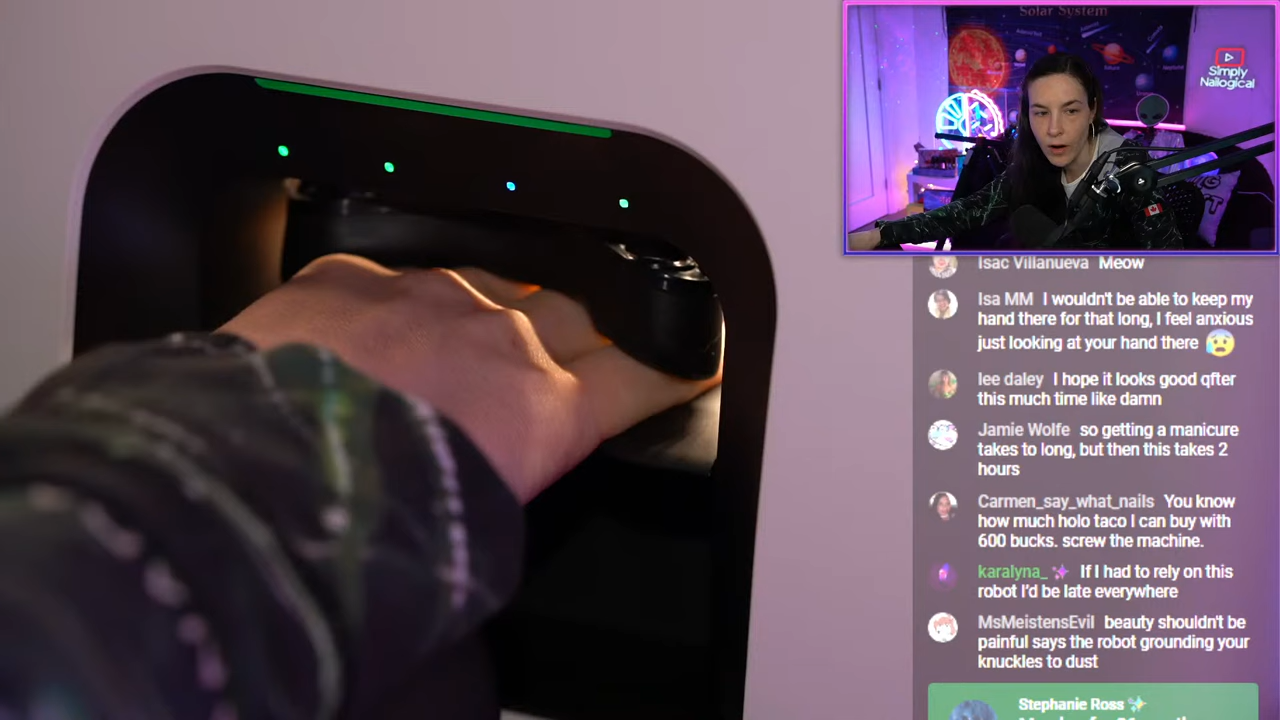 Solar System
Simply
Nailogical
Isac Villanueva Meow
Isa MM I wouldn't be able to keep my
hand there for that long, I feel anxious
just looking at your hand there 😰
lee daley I hope it looks good qfter
this much time like damn
Jamie Wolfe so getting a manicure
takes to long, but then this takes 2
hours
Carmen_say_what_nails You know
how much holo taco I can buy with
600 bucks. screw the machine.
karalyna_ ✨ If I had to rely on this
robot I'd be late everywhere
MsMeistensEvil beauty shouldn't be
painful says the robot grounding your
knuckles to dust
Stephanie Ross ✨